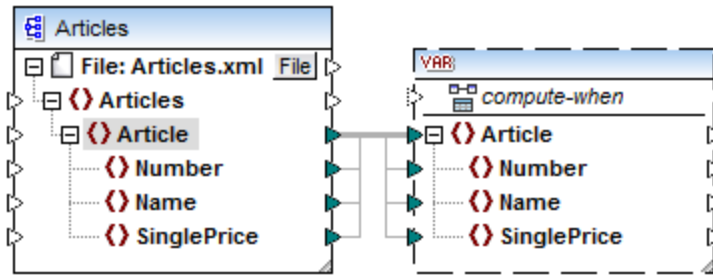 Articles
File: Articles.xml File
Articles
Article
Number
Name
SinglePrice
VAR
compute-when
Article
Number
Name
SinglePrice